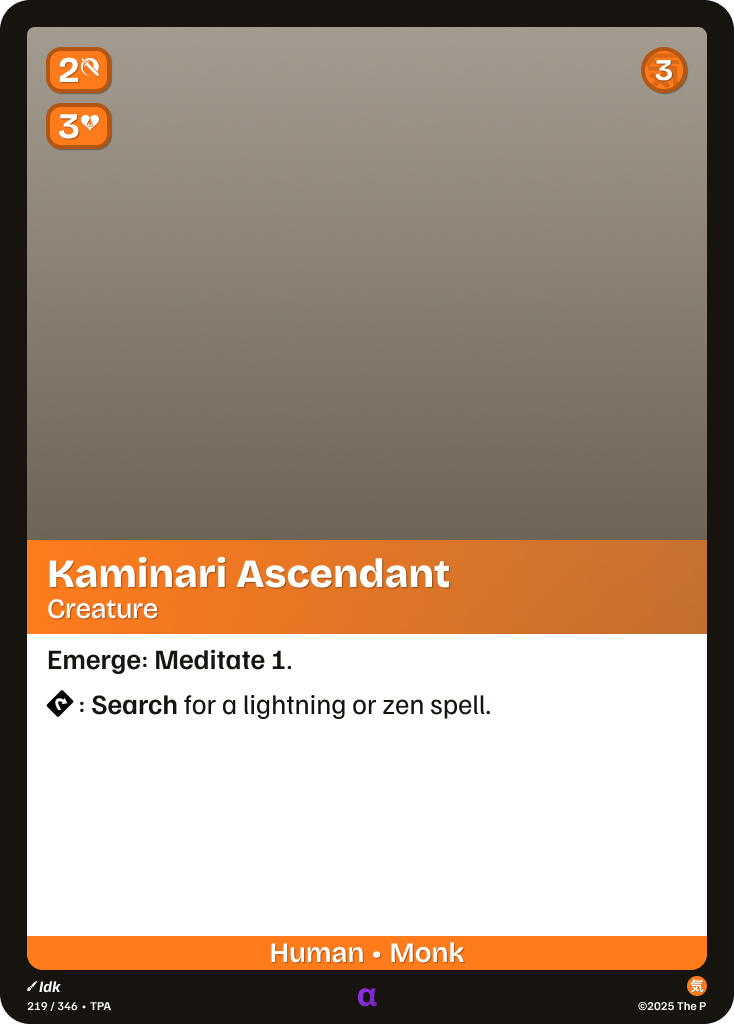 2
3
3
Kaminari Ascendant
Creature
Emerge: Meditate 1.
: Search for a lightning or zen spell.
Human • Monk
Idk
気
219 / 346 • TPA
α
©2025 The P